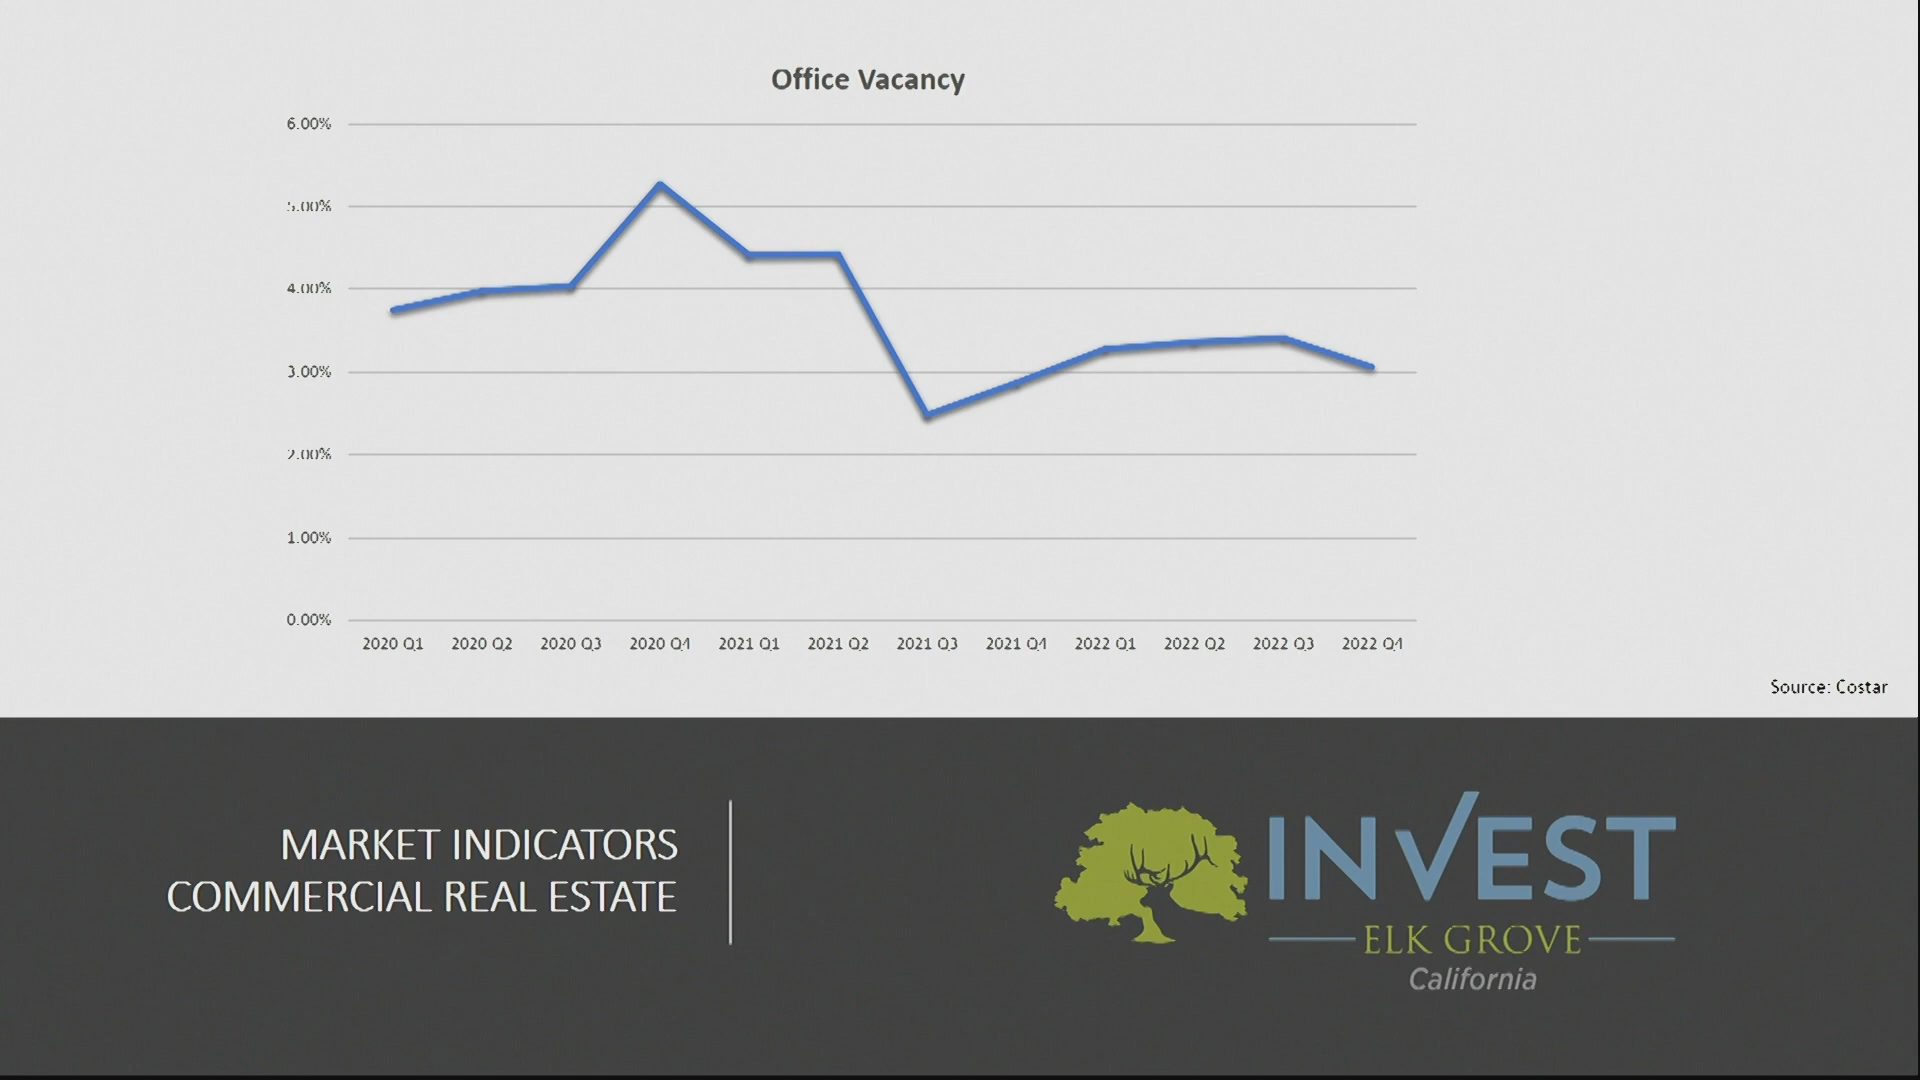 Office Vacancy
6.00%
5.00%
4.00%
3.00%
2.00%
1.00%
0.00%
2020 Q1 2020 Q2 2020 Q3 2020 Q4 2021 Q1 2021 Q2 2021 Q3 2021 Q4 2022 Q1 2022 Q2 2022 Q3 2022 Q4
Source: Costar
MARKET INDICATORS
COMMERCIAL REAL ESTATE
INVEST
ELK GROVE
California